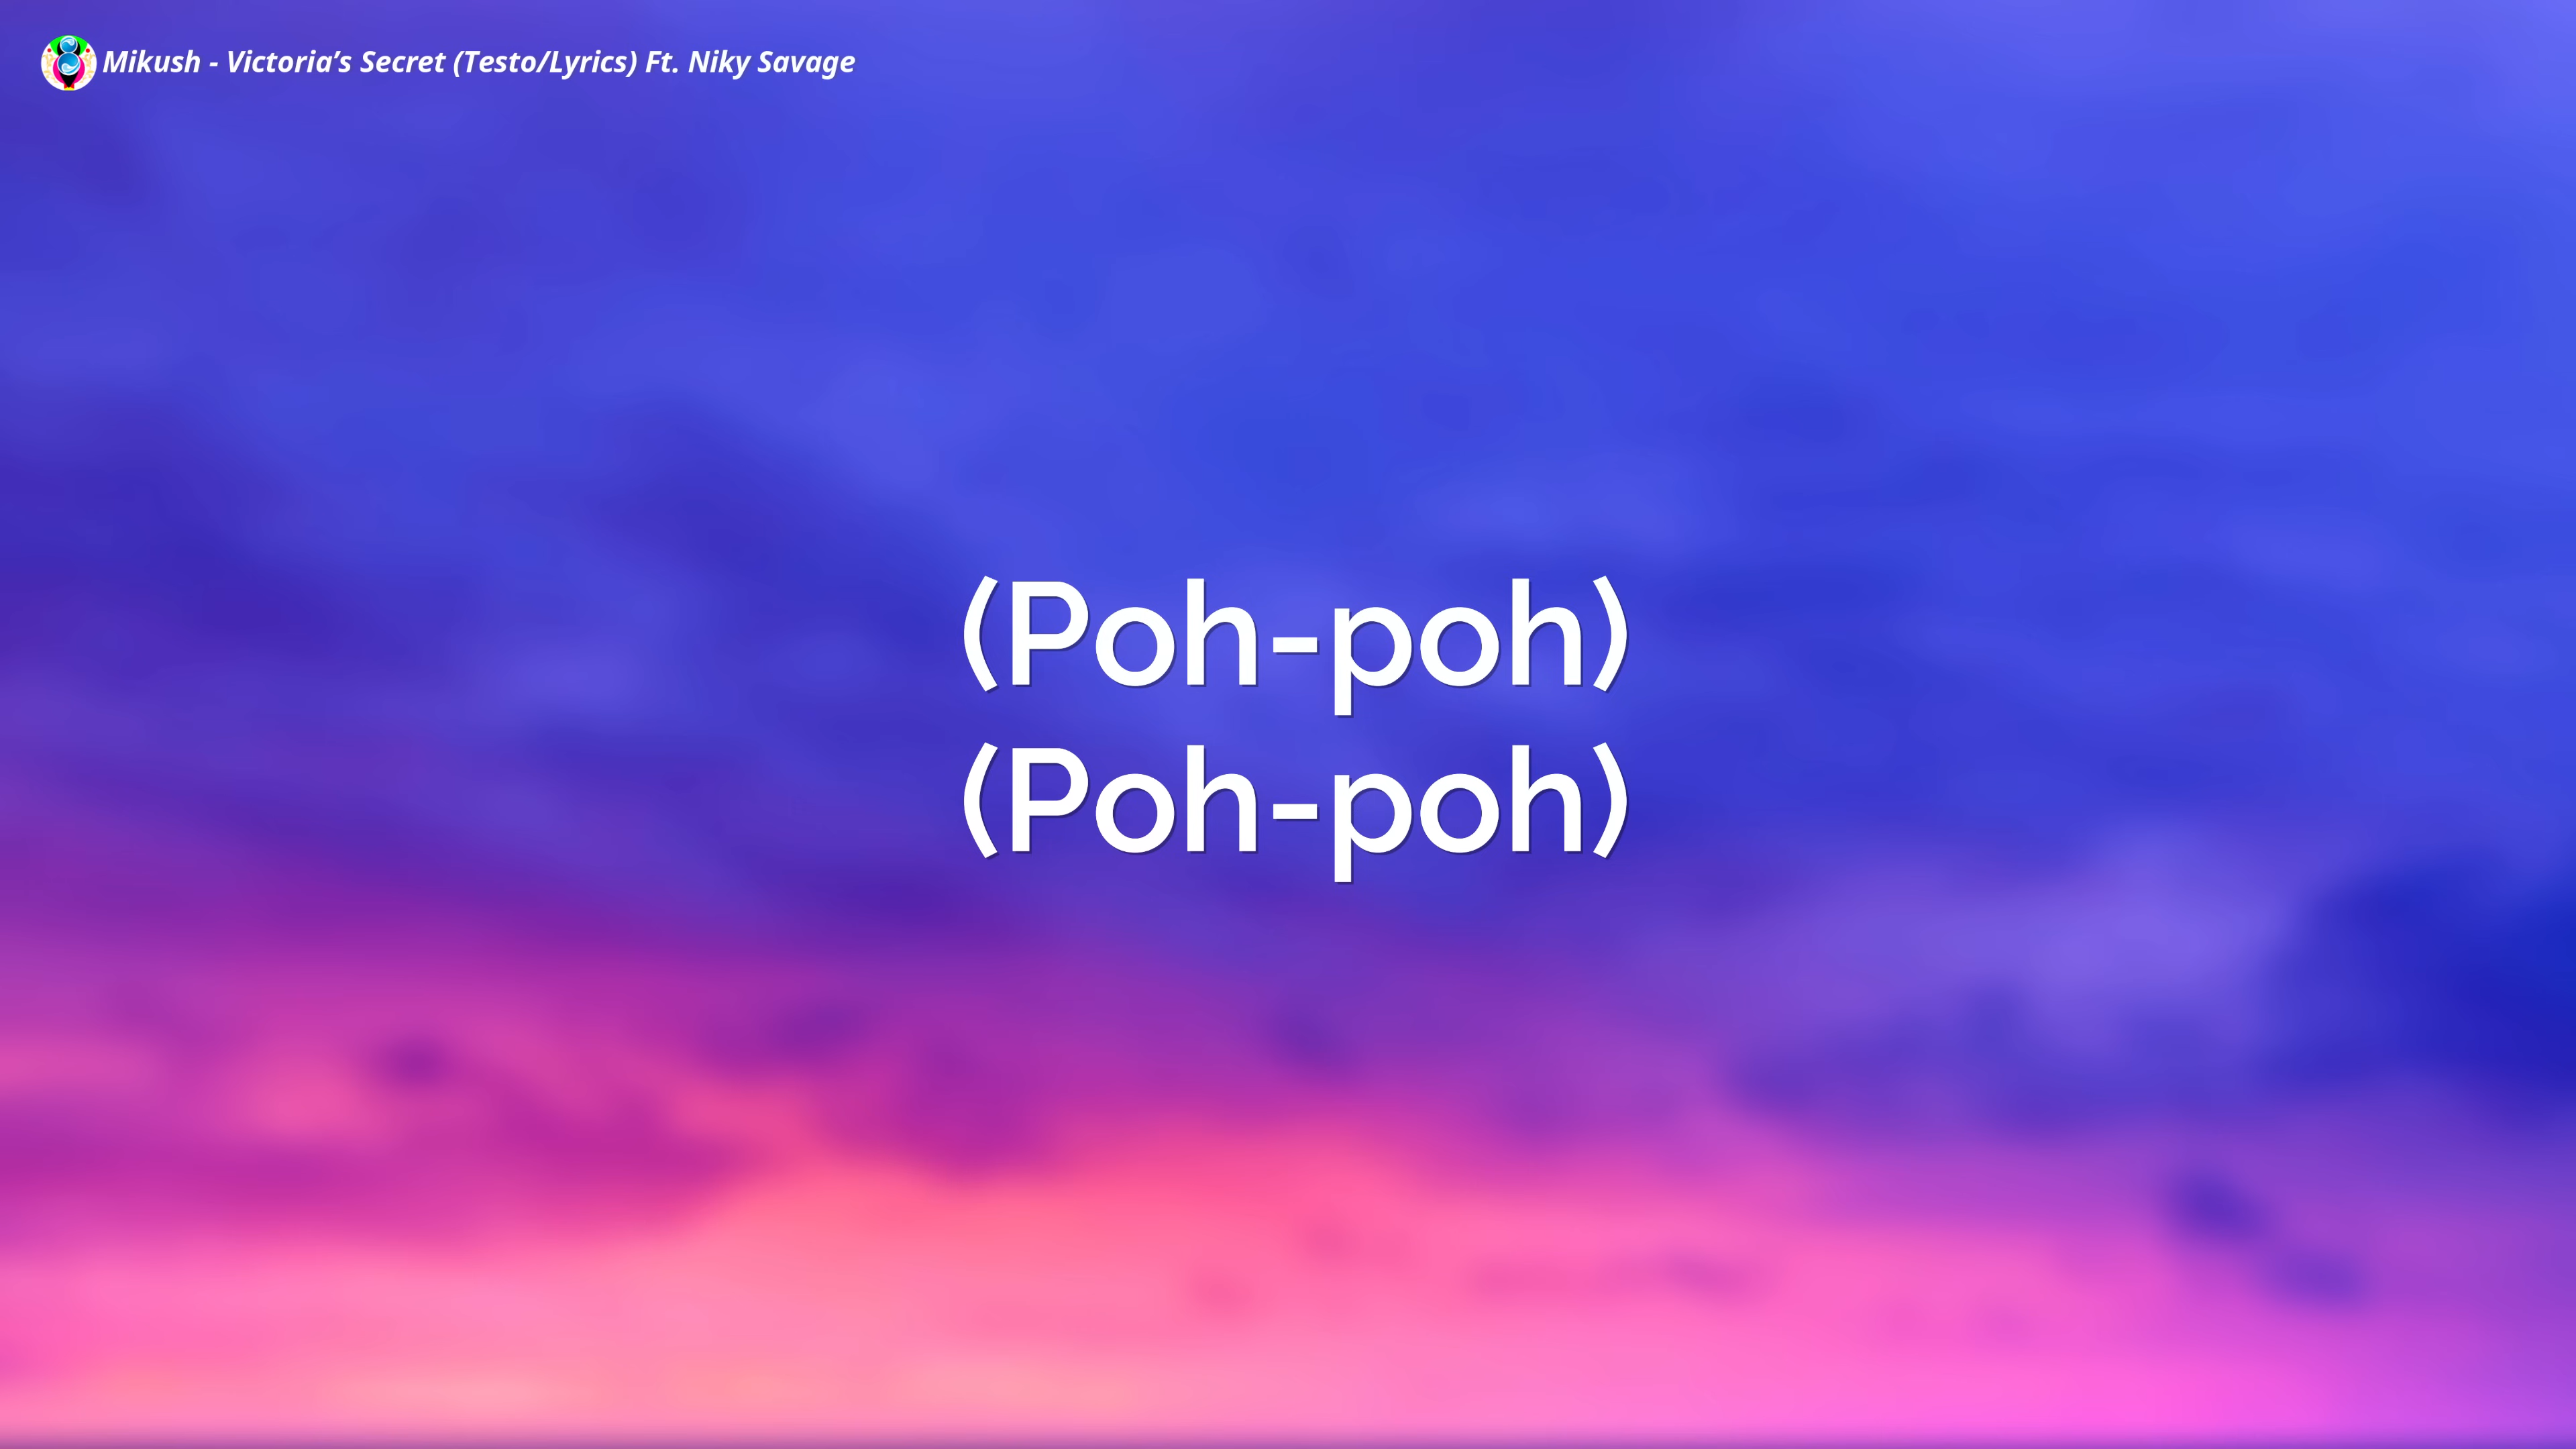 Mikush - Victoria’s Secret (Testo/Lyrics) Ft. Niky Savage
(Poh-poh)
(Poh-poh)